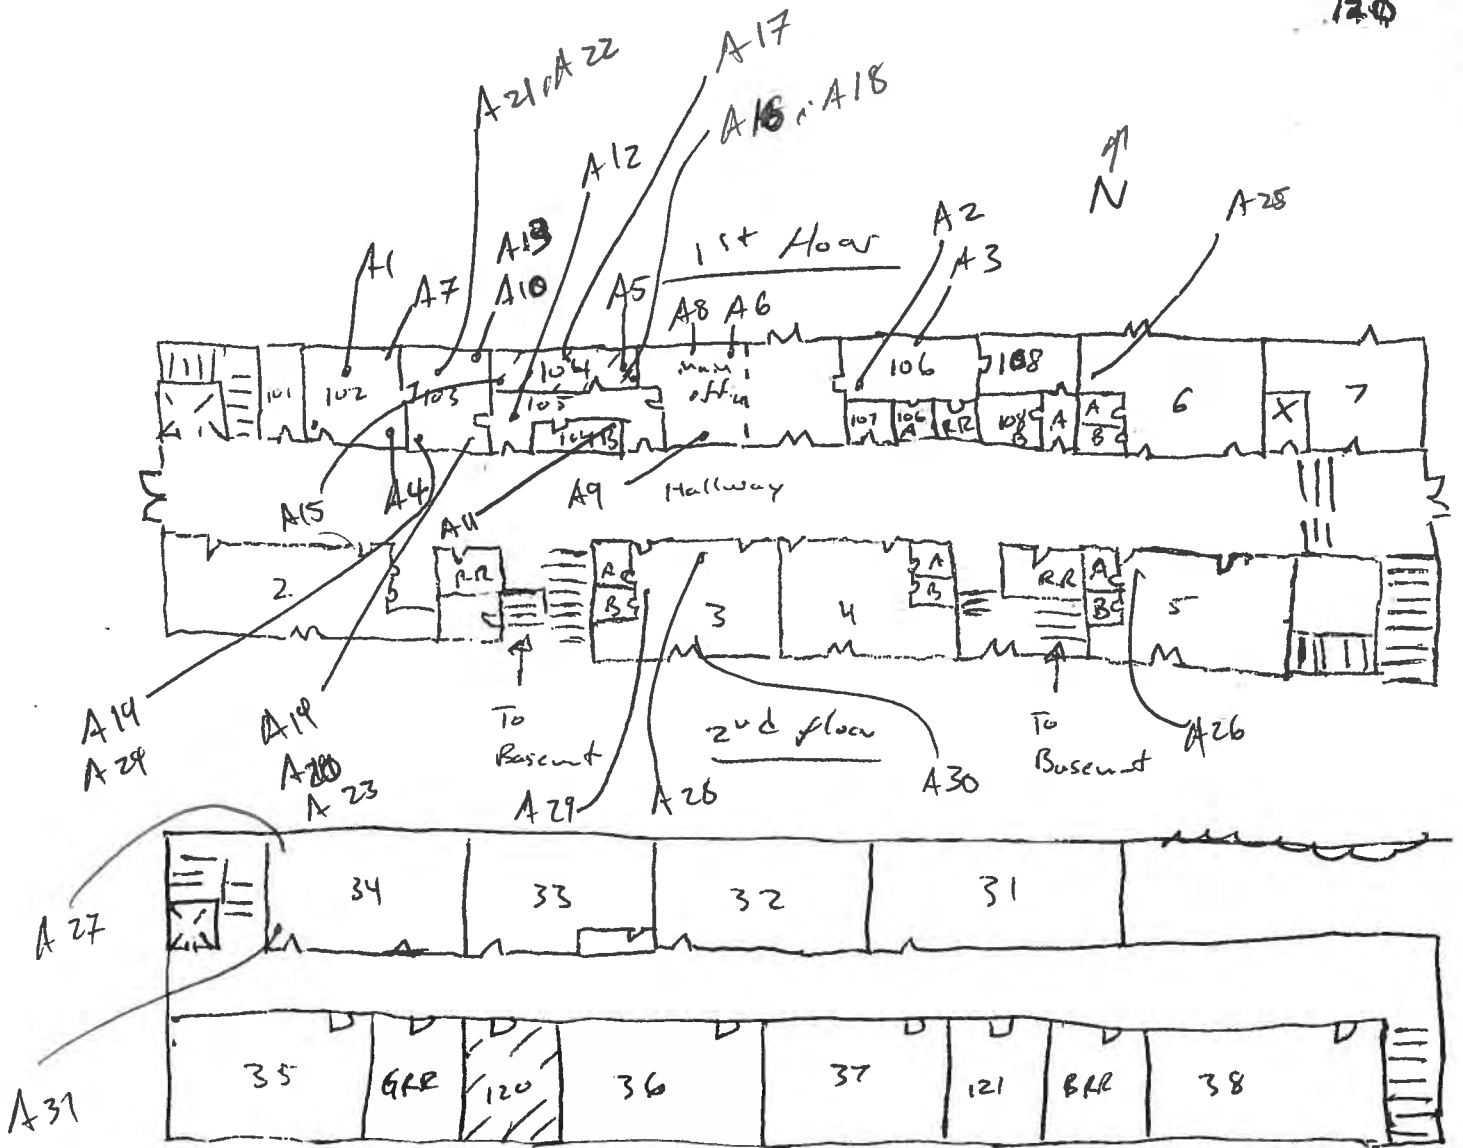 120
A17
A21, A22
A18
A12
N
A25
A2
1st floor
A3
A1
A7
A13
A10
A5
A8 A6
101
102
103
104
105
104B
main
office
106
107
106
A
RR
108
108
B
A
A
B
6
X
7
A15
A4
A11
A9
Hallway
2
RR
A
B
3
4
A
B
RR
A
B
5
A14
A24
A19
A20
A23
To
Basement
2nd floor
To
Basement
A26
A29
A28
A30
A27
34
33
32
31
A31
35
GRR
120
36
37
121
BRR
38